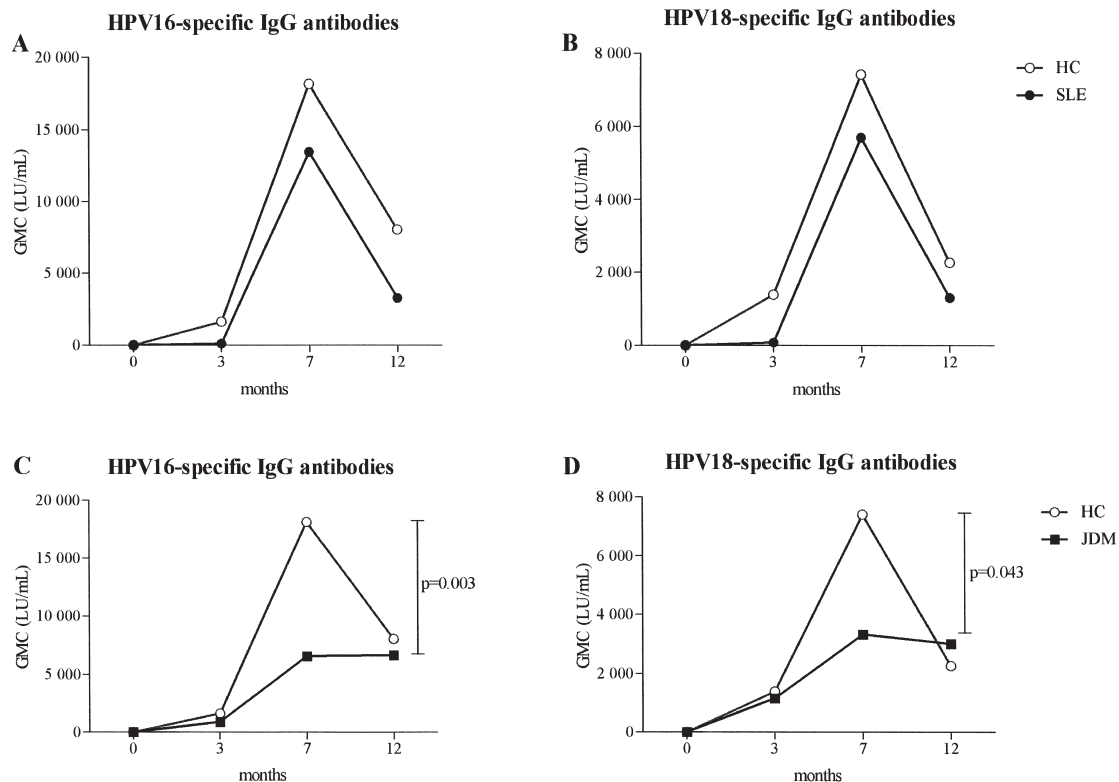 A
HPV16-specific IgG antibodies
20 000
15 000
10 000
5 000
0
GMC (LU/mL)
0 3 7 12
months
B
HPV18-specific IgG antibodies
8 000
6 000
4 000
2 000
0
GMC (LU/mL)
0 3 7 12
months
HC
SLE
C
HPV16-specific IgG antibodies
20 000
15 000
10 000
5 000
0
GMC (LU/mL)
p=0.003
0 3 7 12
months
D
HPV18-specific IgG antibodies
8 000
6 000
4 000
2 000
0
GMC (LU/mL)
p=0.043
0 3 7 12
months
HC
JDM